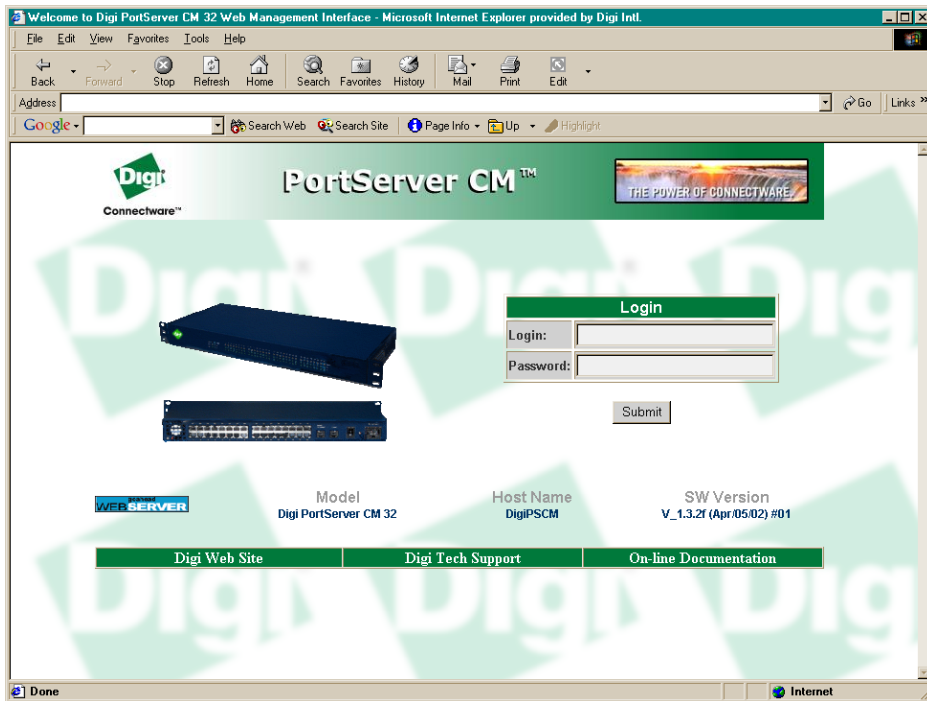 Welcome to Digi PortServer CM 32 Web Management Interface - Microsoft Internet Explorer provided by Digi Intl.
File Edit View Favorites Tools Help
Back Forward Stop Refresh Home Search Favorites History Mail Print Edit
Address Go Links »
Google Search Web Search Site Page Info Up Highlight
Digi
Connectware™
PortServer CM™
THE POWER OF CONNECTWARE.
Login
Login:
Password:
Submit
WEBSERVER
Model Host Name SW Version
Digi PortServer CM 32 DigiPSCM V_1.3.2f (Apr/05/02) #01
Digi Web Site Digi Tech Support On-line Documentation
Done Internet